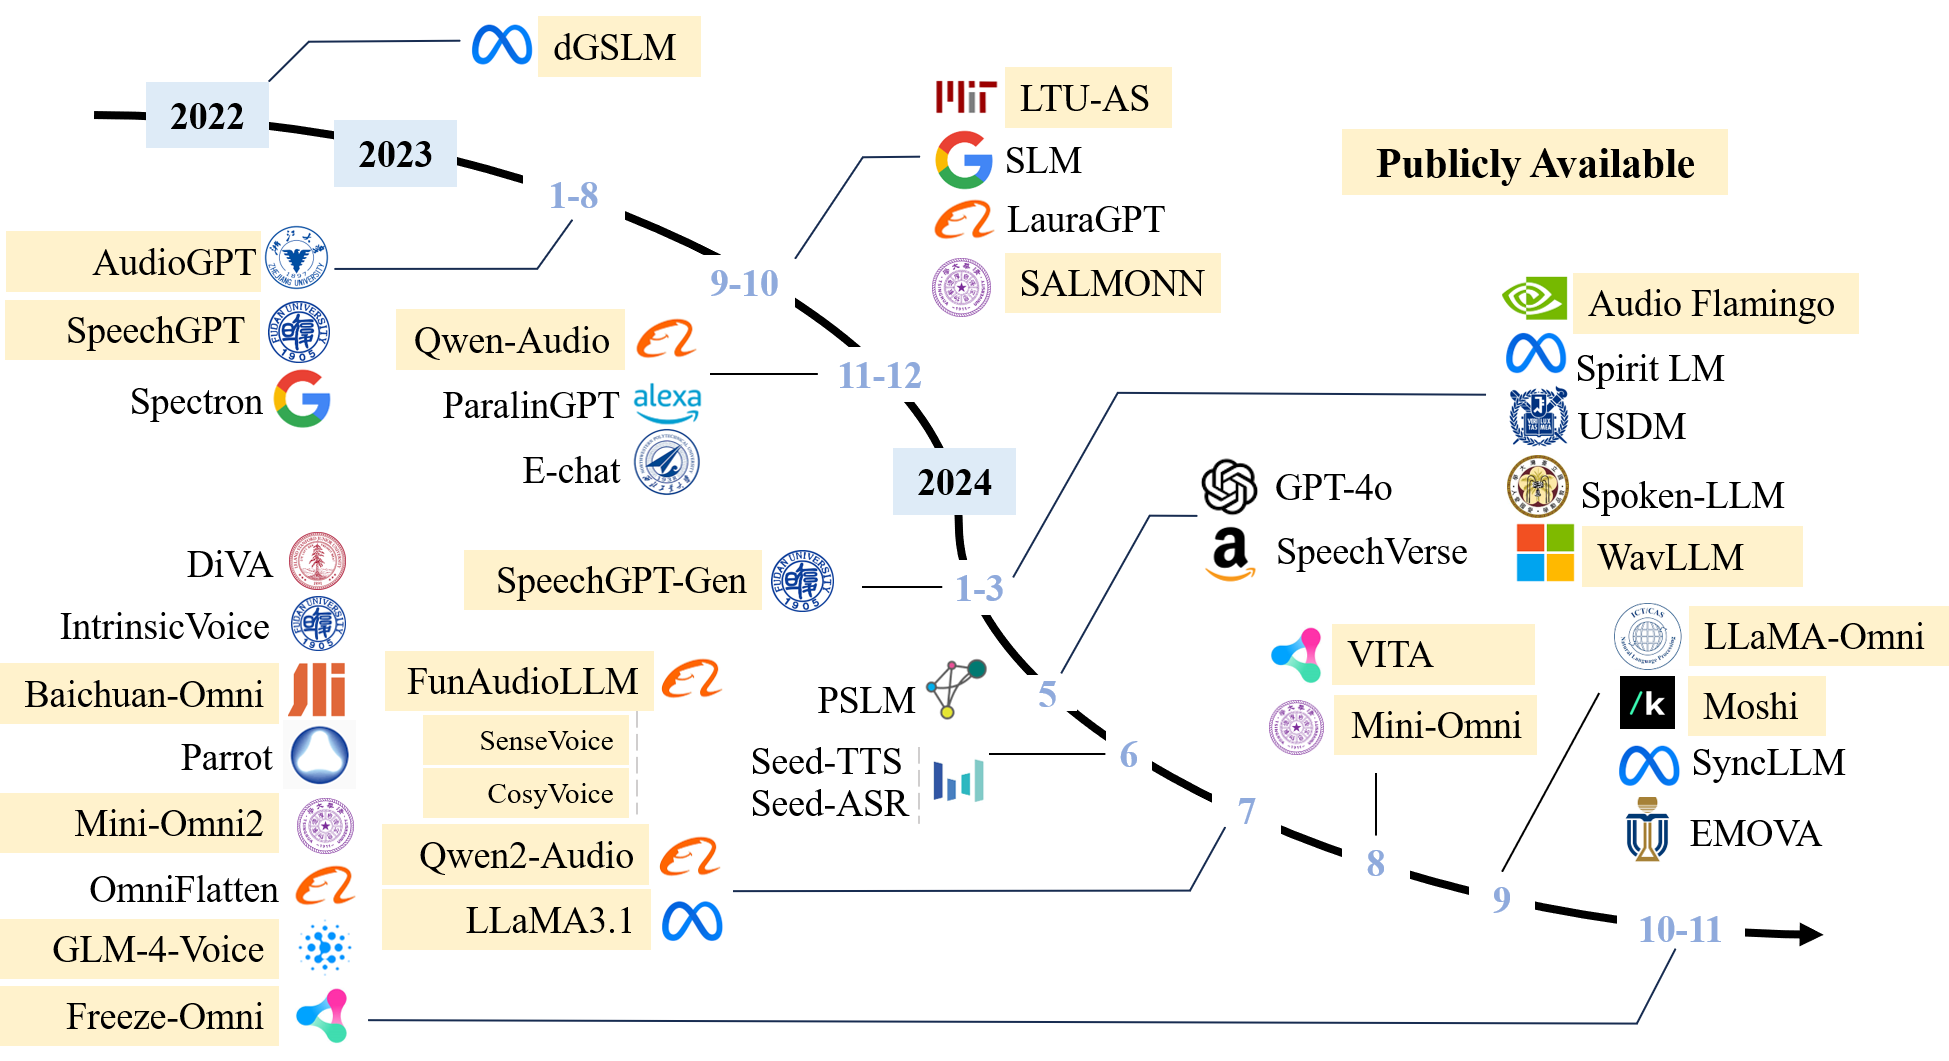 dGSLM
2022
2023
1-8
AudioGPT
SpeechGPT
Spectron
9-10
MIT
LTU-AS
SLM
LauraGPT
SALMONN
Publicly Available
Qwen-Audio
ParalinGPT
alexa
E-chat
11-12
2024
Audio Flamingo
Spirit LM
USDM
Spoken-LLM
WavLLM
SpeechGPT-Gen
1-3
GPT-4o
SpeechVerse
5
PSLM
Seed-TTS
Seed-ASR
6
FunAudioLLM
SenseVoice
CosyVoice
Qwen2-Audio
LLaMA3.1
7
VITA
Mini-Omni
8
LLaMA-Omni
Moshi
SyncLLM
EMOVA
9
DiVA
IntrinsicVoice
Baichuan-Omni
Parrot
Mini-Omni2
OmniFlatten
GLM-4-Voice
Freeze-Omni
10-11